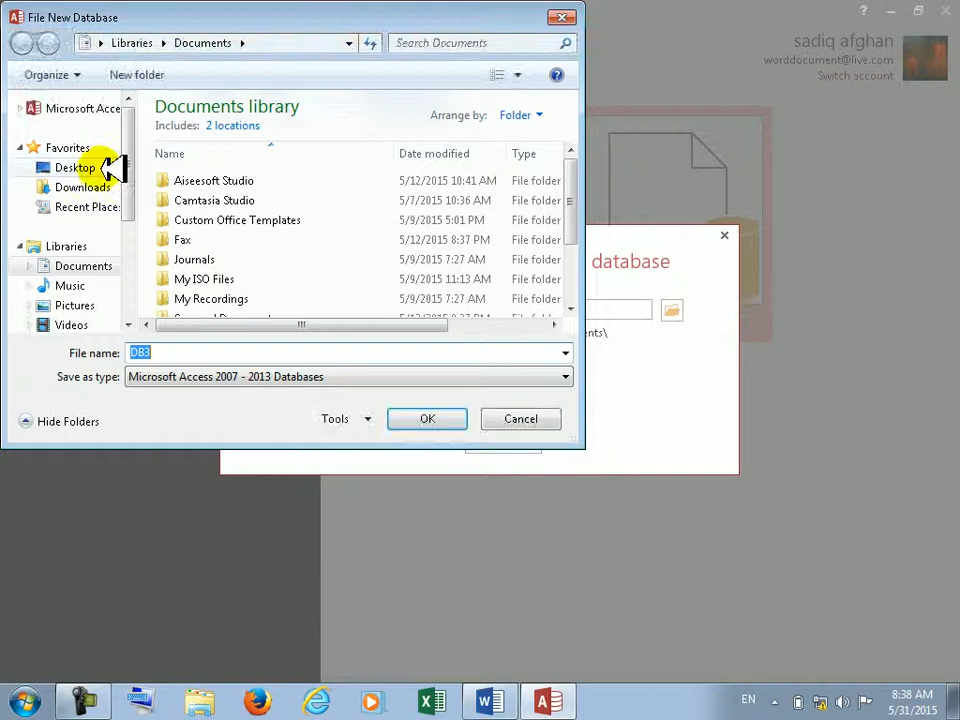 File New Database
? 
sadiq afghan
worddocument@live.com
Switch account
Libraries Documents
Search Documents
Organize New folder
?
Microsoft Acce
Favorites
Desktop
Downloads
Recent Place:
Libraries
Documents
Music
Pictures
Videos
Documents library
Includes: 2 locations
Arrange by: Folder
Name Date modified Type
Aiseesoft Studio 5/12/2015 10:41 AM File folder
Camtasia Studio 5/7/2015 10:36 AM File folder
Custom Office Templates 5/9/2015 5:01 PM File folder
Fax 5/12/2015 8:37 PM File folder
Journals 5/9/2015 7:27 AM File folder
My ISO Files 5/9/2015 11:13 AM File folder
My Recordings 5/9/2015 7:27 AM File folder
database
ents\
File name: DB3
Save as type: Microsoft Access 2007 - 2013 Databases
Hide Folders
Tools OK Cancel
EN
8:38 AM
5/31/2015